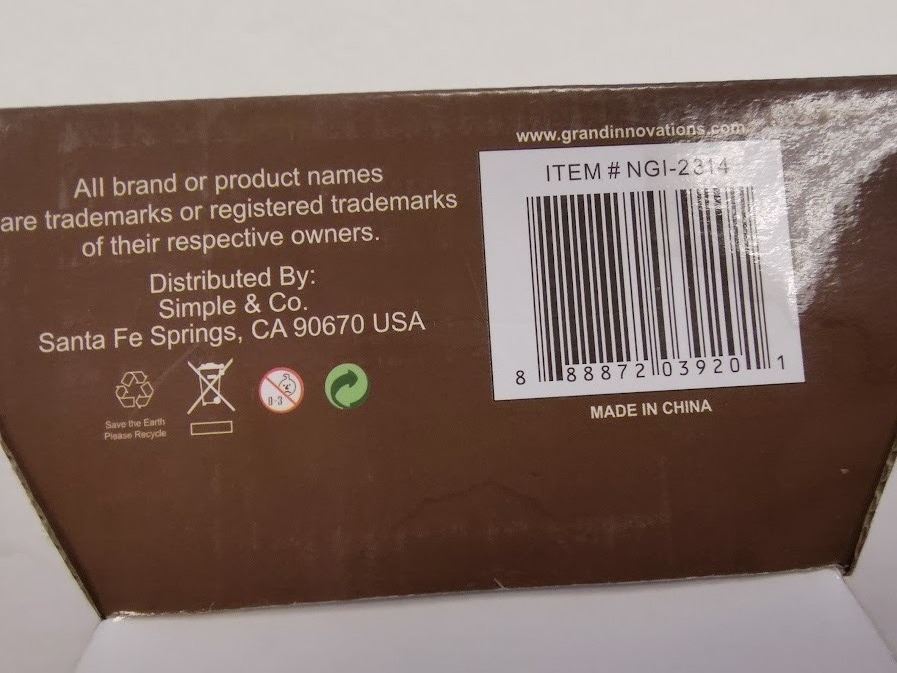 www.grandinnovations.com
All brand or product names
are trademarks or registered trademarks
of their respective owners.
Distributed By:
Simple & Co.
Santa Fe Springs, CA 90670 USA
Save the Earth
Please Recycle
0-3
ITEM # NGI-2314
8 88872 03920 1
MADE IN CHINA